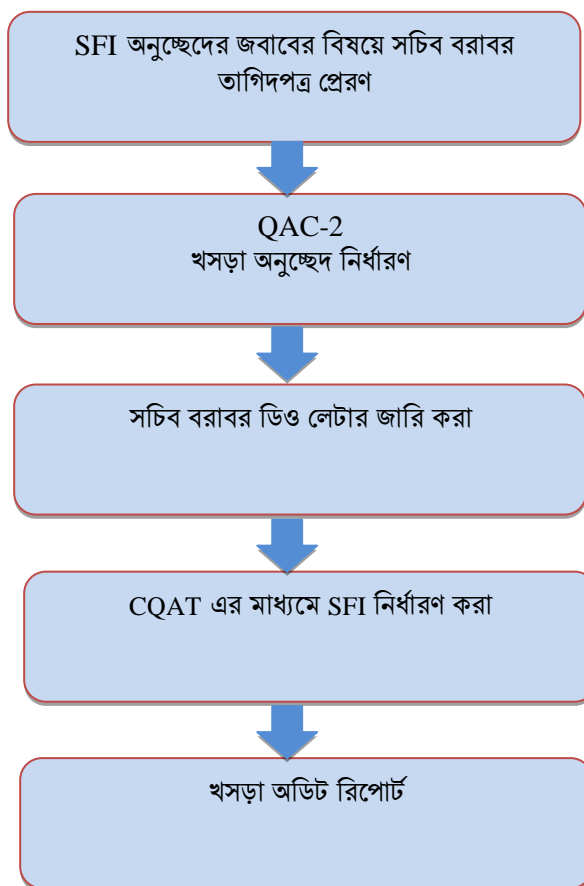 SFI অনুচ্ছেদের জবাবের বিষয়ে সচিব বরাবর
তাগিদপত্র প্রেরণ
QAC-2
খসড়া অনুচ্ছেদ নির্ধারণ
সচিব বরাবর ডিও লেটার জারি করা
CQAT এর মাধ্যমে SFI নির্ধারণ করা
খসড়া অডিট রিপোর্ট